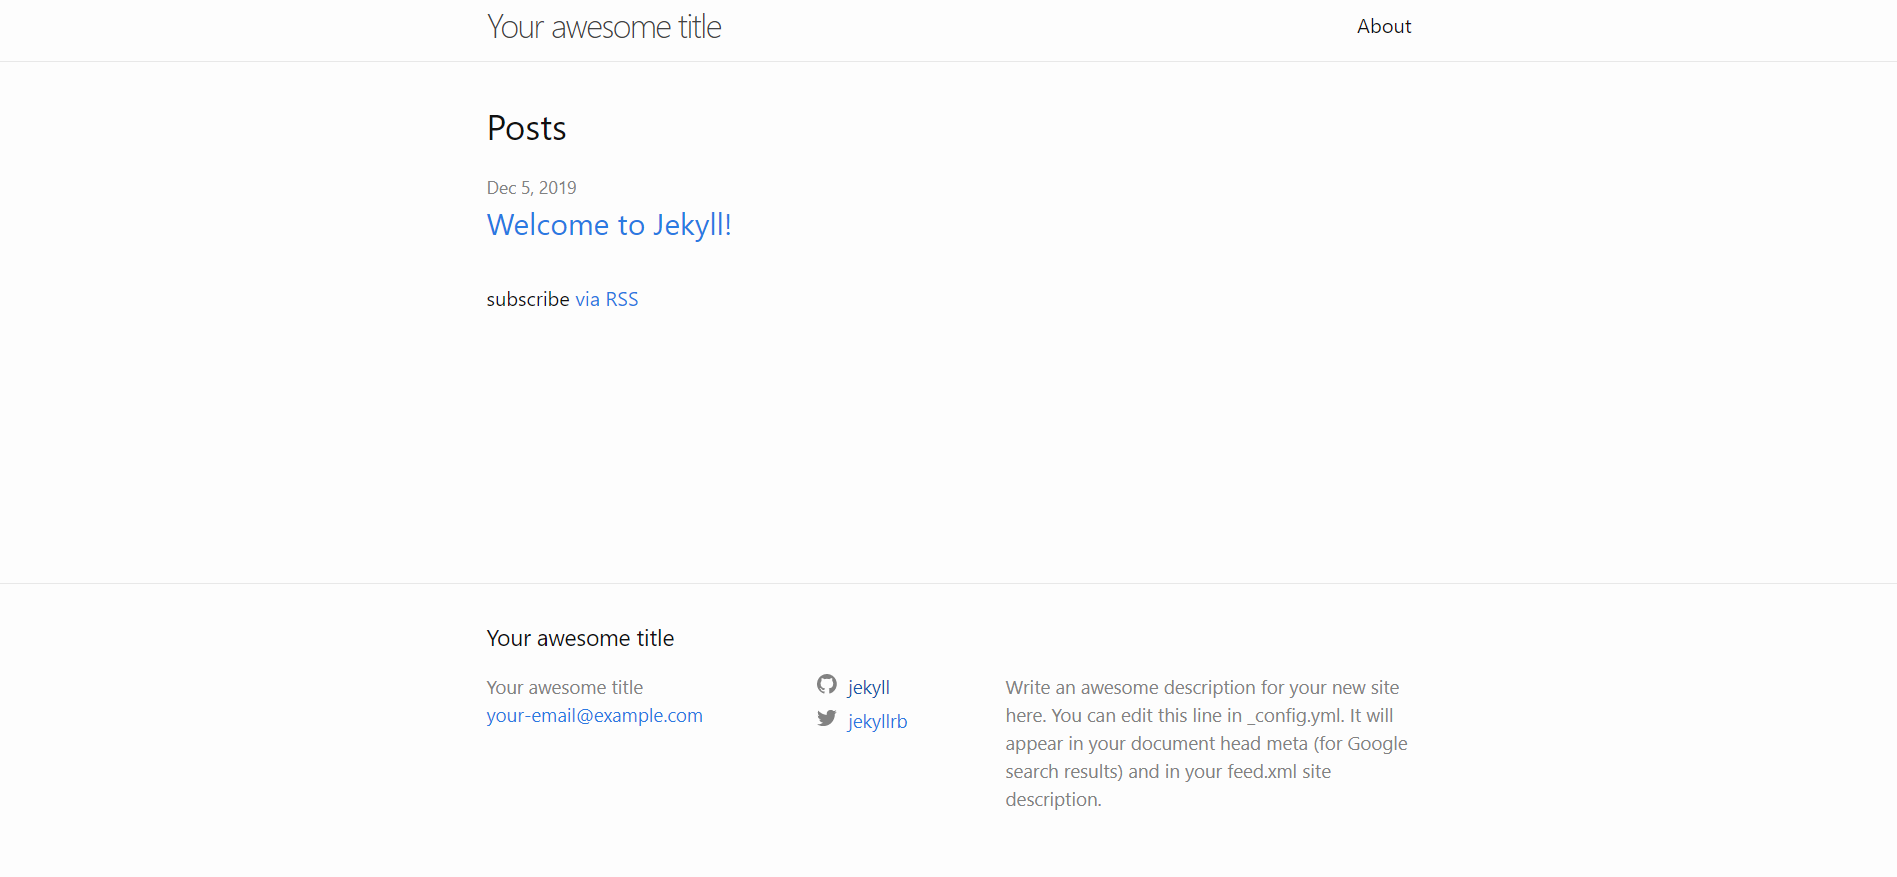 Your awesome title
About
Posts
Dec 5, 2019
Welcome to Jekyll!
subscribe via RSS
Your awesome title
Your awesome title
your-email@example.com
jekyll
jekyllrb
Write an awesome description for your new site
here. You can edit this line in _config.yml. It will
appear in your document head meta (for Google
search results) and in your feed.xml site
description.